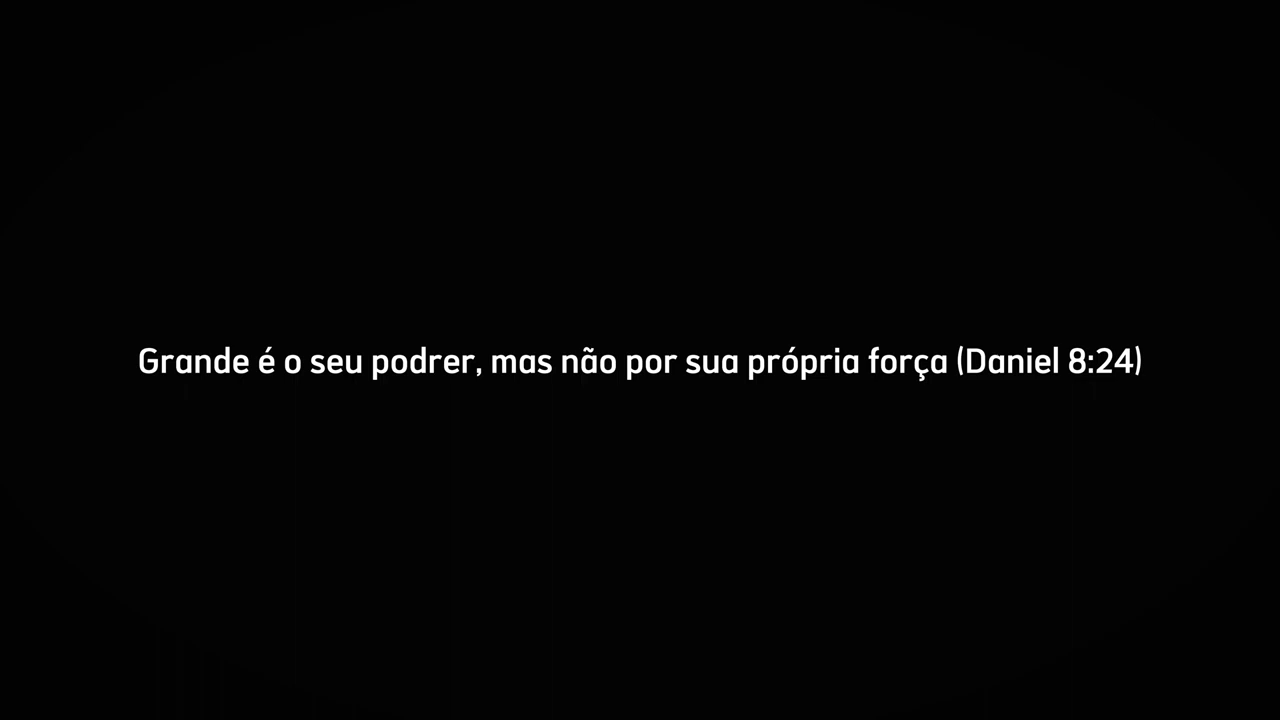 Grande é o seu podrer, mas não por sua própria força (Daniel 8:24)